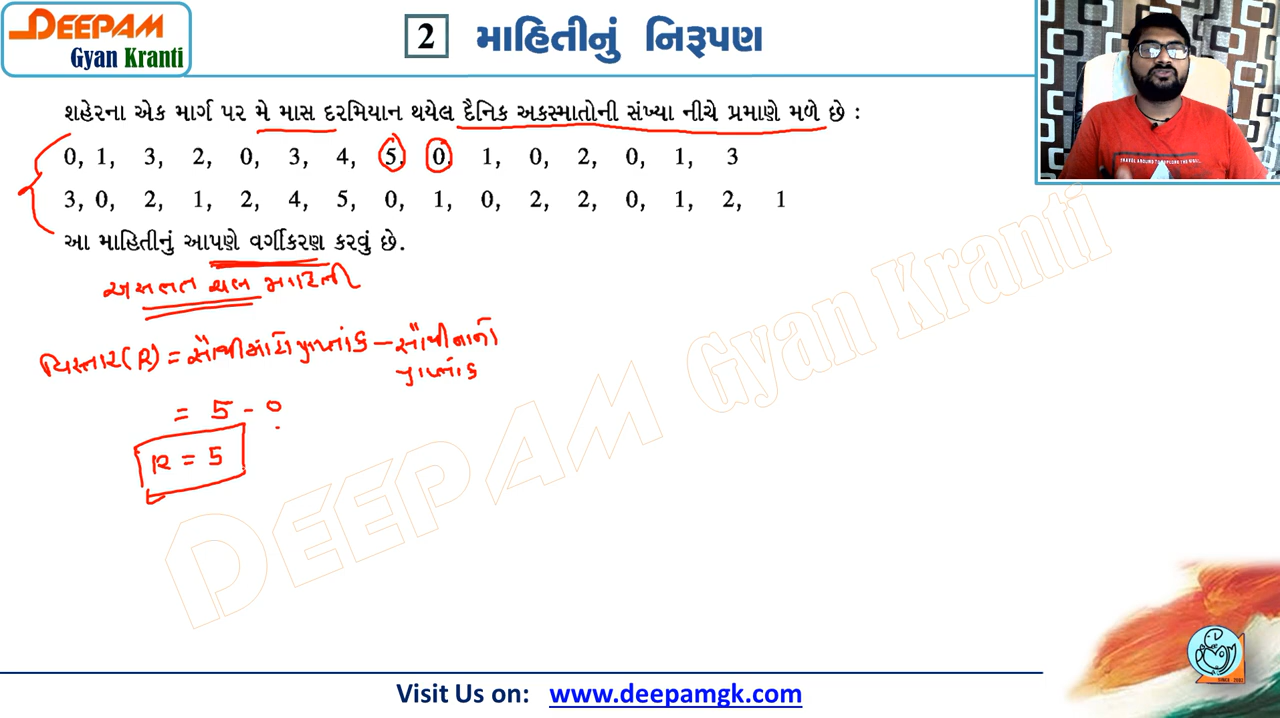 DEEPAM
Gyan Kranti
2 માહિતીનું નિરૂપણ
શહેરના એક માર્ગ પર મે માસ દરમિયાન થયેલ દૈનિક અકસ્માતોની સંખ્યા નીચે પ્રમાણે મળે છે :
0, 1, 3, 2, 0, 3, 4, 5, 0, 1, 0, 2, 0, 1, 3
3, 0, 2, 1, 2, 4, 5, 0, 1, 0, 2, 2, 0, 1, 2, 1
આ માહિતીનું આપણે વર્ગીકરણ કરવું છે.
અસતત ચલ માહિતી
વિસ્તાર (R) = સૌથી મોટો પ્રાપ્તાંક – સૌથી નાનો
પ્રાપ્તાંક
= 5 - 0
R = 5
DEEPAM Gyan Kranti
Visit Us on: www.deepamgk.com